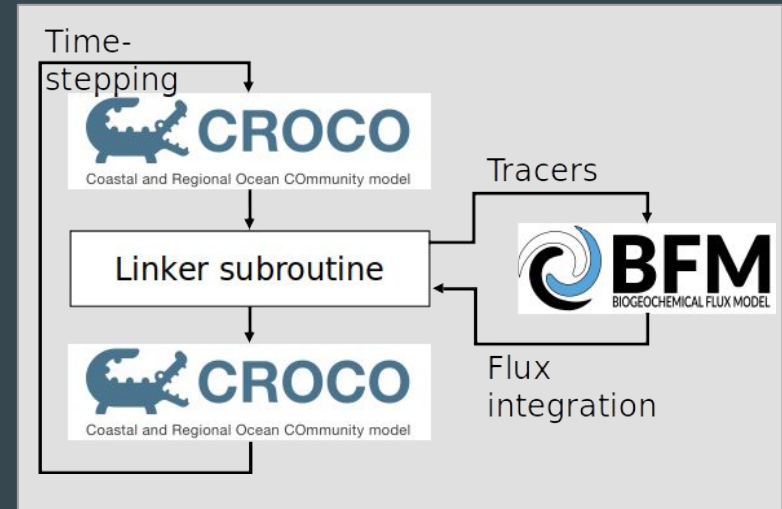 Time-
stepping
CROCO
Coastal and Regional Ocean COmmunity model
Tracers
Linker subroutine
BFM
BIOGEOCHEMICAL FLUX MODEL
CROCO
Coastal and Regional Ocean COmmunity model
Flux
integration